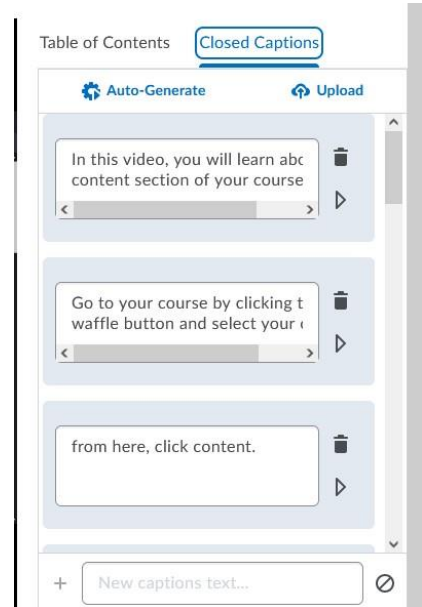 Table of Contents Closed Captions
Auto-Generate Upload
In this video, you will learn
content section of your course
Go to your course by clicking
waffle button and select your
from here, click content.
New captions text...